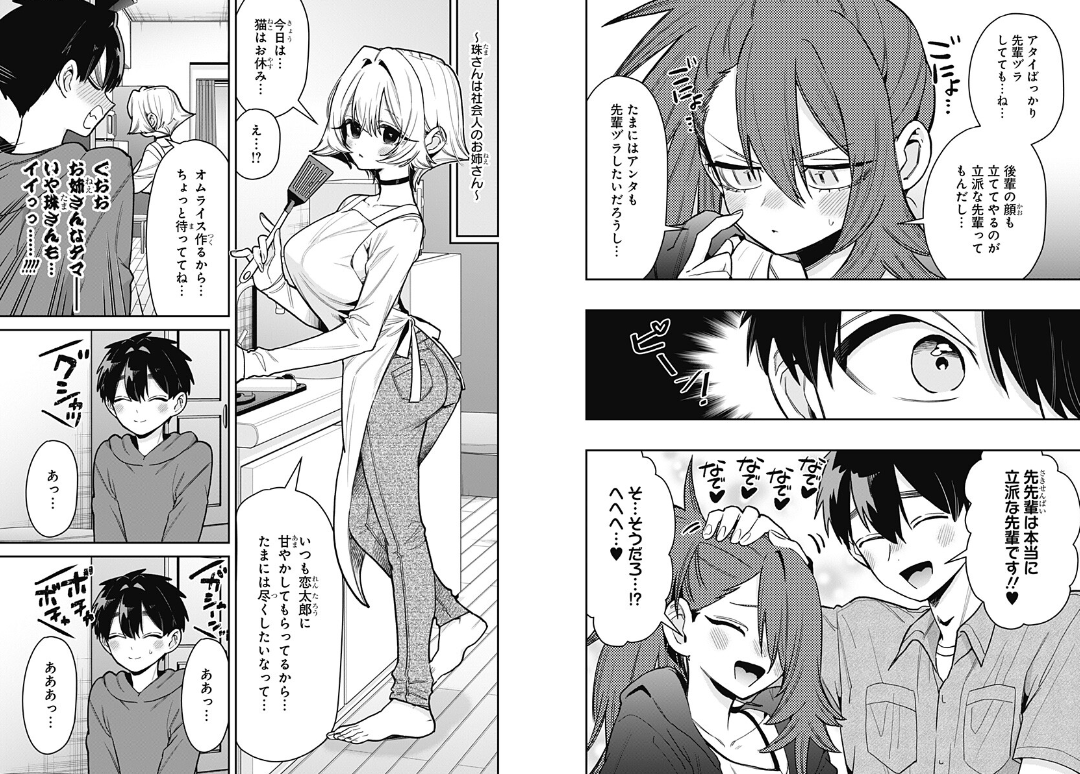 アタイばっかり
先輩ヅラ
してても…ね…
後輩の顔も
立ててやるのが
立派な先輩って
もんだし…
ごにょ…
ごにょ…
たまにはアンタも
先輩ヅラしたいだろうし…
ピピーッ!
先先輩は本当に
立派な先輩です!!♥
なで♥
なで♥
なで♥
なで♥
そ…そうだろ…!?
へへへ…♥
～珠さんは社会人のお姉さん～
今日は…
猫はお休み…
え…!?
いつも恋太郎に
甘やかしてもらってるから…
たまには尽くしたいなって…
オムライス作るから…
ちょっと待っててね…
ぐおお
お姉さんなタマー
いや珠さんも…
イイっっ……!!!!
グシャッ
あっ…
ガシャーン
ああっ…
ボチャ
ボチャ
あああっ…